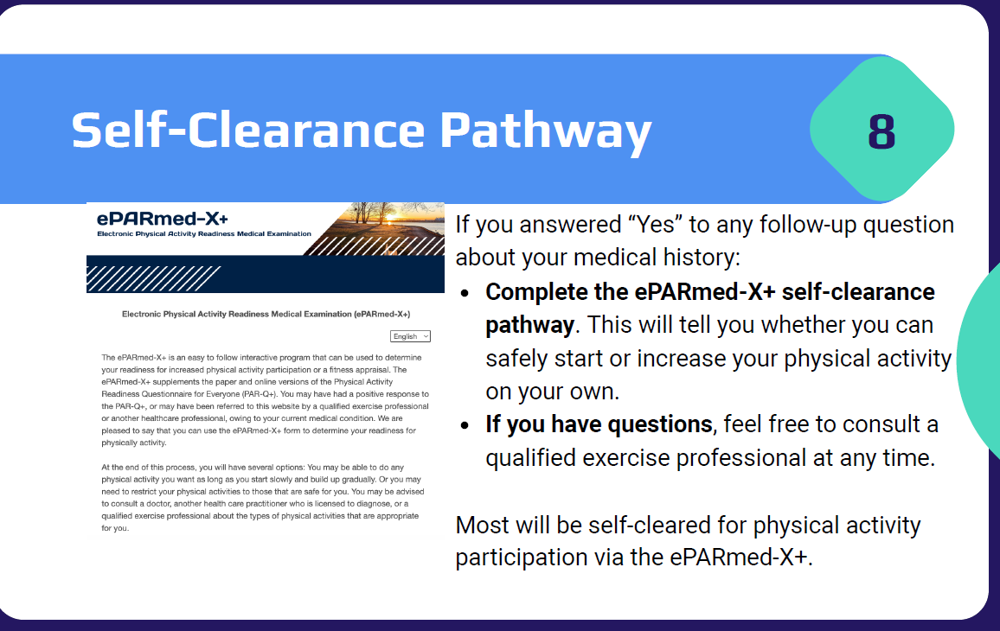 Self-Clearance Pathway
8
ePARmed-X+
Electronic Physical Activity Readiness Medical Examination
Electronic Physical Activity Readiness Medical Examination (ePARmed-X+)
English
The ePARmed-X+ is an easy to follow interactive program that can be used to determine
your readiness for increased physical activity participation or a fitness appraisal. The
ePARmed-X+ supplements the paper and online versions of the Physical Activity
Readiness Questionnaire for Everyone (PAR-Q+). You may have had a positive response to
the PAR-Q+, or may have been referred to this website by a qualified exercise professional
or another healthcare professional, owing to your current medical condition. We are
pleased to say that you can use the ePARmed-X+ form to determine your readiness for
physically activity.
At the end of this process, you will have several options: You may be able to do any
physical activity you want as long as you start slowly and build up gradually. Or you may
need to restrict your physical activities to those that are safe for you. You may be advised
to consult a doctor, another health care practitioner who is licensed to diagnose, or a
qualified exercise professional about the types of physical activities that are appropriate
for you.
If you answered “Yes” to any follow-up question
about your medical history:
• Complete the ePARmed-X+ self-clearance
pathway. This will tell you whether you can
safely start or increase your physical activity
on your own.
• If you have questions, feel free to consult a
qualified exercise professional at any time.
Most will be self-cleared for physical activity
participation via the ePARmed-X+.